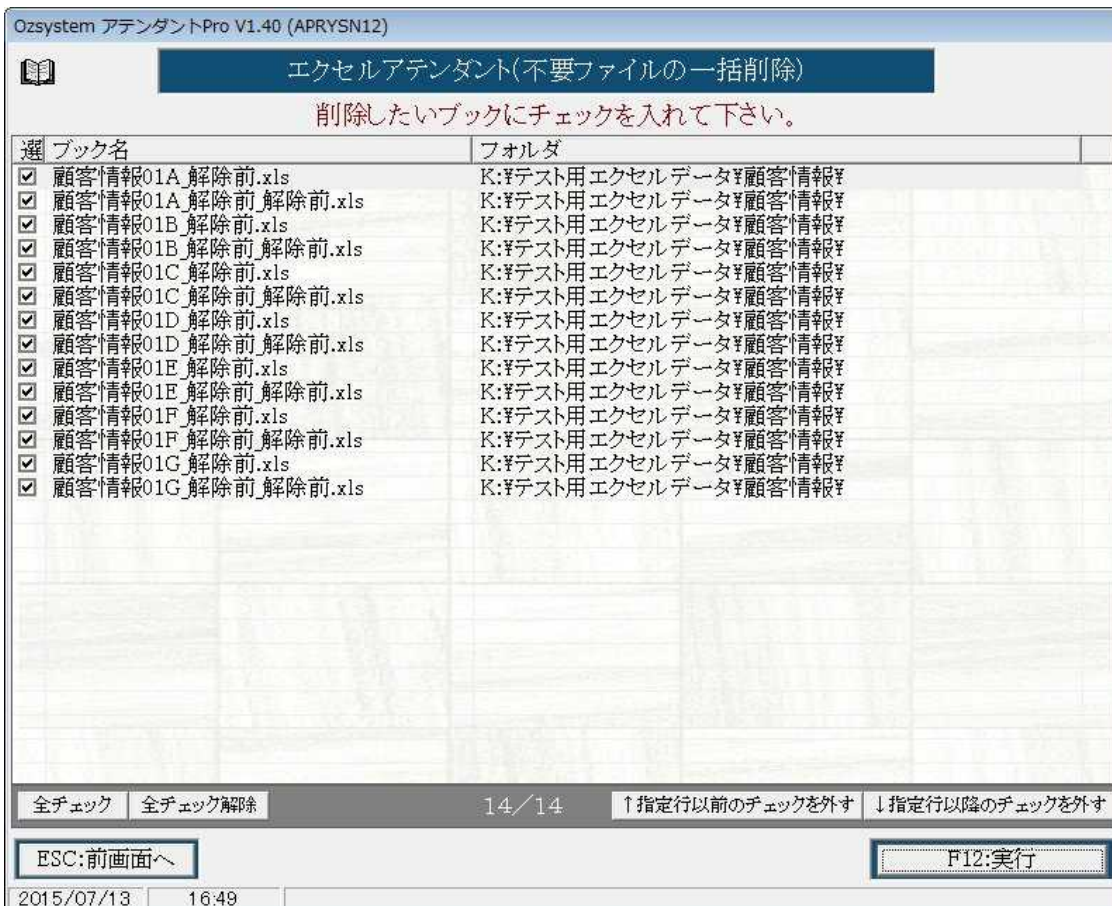 Ozsystem アテンダントPro V1.40 (APRYSN12)
エクセルアテンダント(不要ファイルの一括削除)
削除したいブックにチェックを入れて下さい。
選 ブック名 フォルダ
顧客情報01A_解除前.xls K:¥テスト用エクセルデータ¥顧客情報¥
顧客情報01A_解除前_解除前.xls K:¥テスト用エクセルデータ¥顧客情報¥
顧客情報01B_解除前.xls K:¥テスト用エクセルデータ¥顧客情報¥
顧客情報01B_解除前_解除前.xls K:¥テスト用エクセルデータ¥顧客情報¥
顧客情報01C_解除前.xls K:¥テスト用エクセルデータ¥顧客情報¥
顧客情報01C_解除前_解除前.xls K:¥テスト用エクセルデータ¥顧客情報¥
顧客情報01D_解除前.xls K:¥テスト用エクセルデータ¥顧客情報¥
顧客情報01D_解除前_解除前.xls K:¥テスト用エクセルデータ¥顧客情報¥
顧客情報01E_解除前.xls K:¥テスト用エクセルデータ¥顧客情報¥
顧客情報01E_解除前_解除前.xls K:¥テスト用エクセルデータ¥顧客情報¥
顧客情報01F_解除前.xls K:¥テスト用エクセルデータ¥顧客情報¥
顧客情報01F_解除前_解除前.xls K:¥テスト用エクセルデータ¥顧客情報¥
顧客情報01G_解除前.xls K:¥テスト用エクセルデータ¥顧客情報¥
顧客情報01G_解除前_解除前.xls K:¥テスト用エクセルデータ¥顧客情報¥
全チェック 全チェック解除 14/14 ↑指定行以前のチェックを外す ↓指定行以降のチェックを外す
ESC:前画面へ F12:実行
2015/07/13 16:49